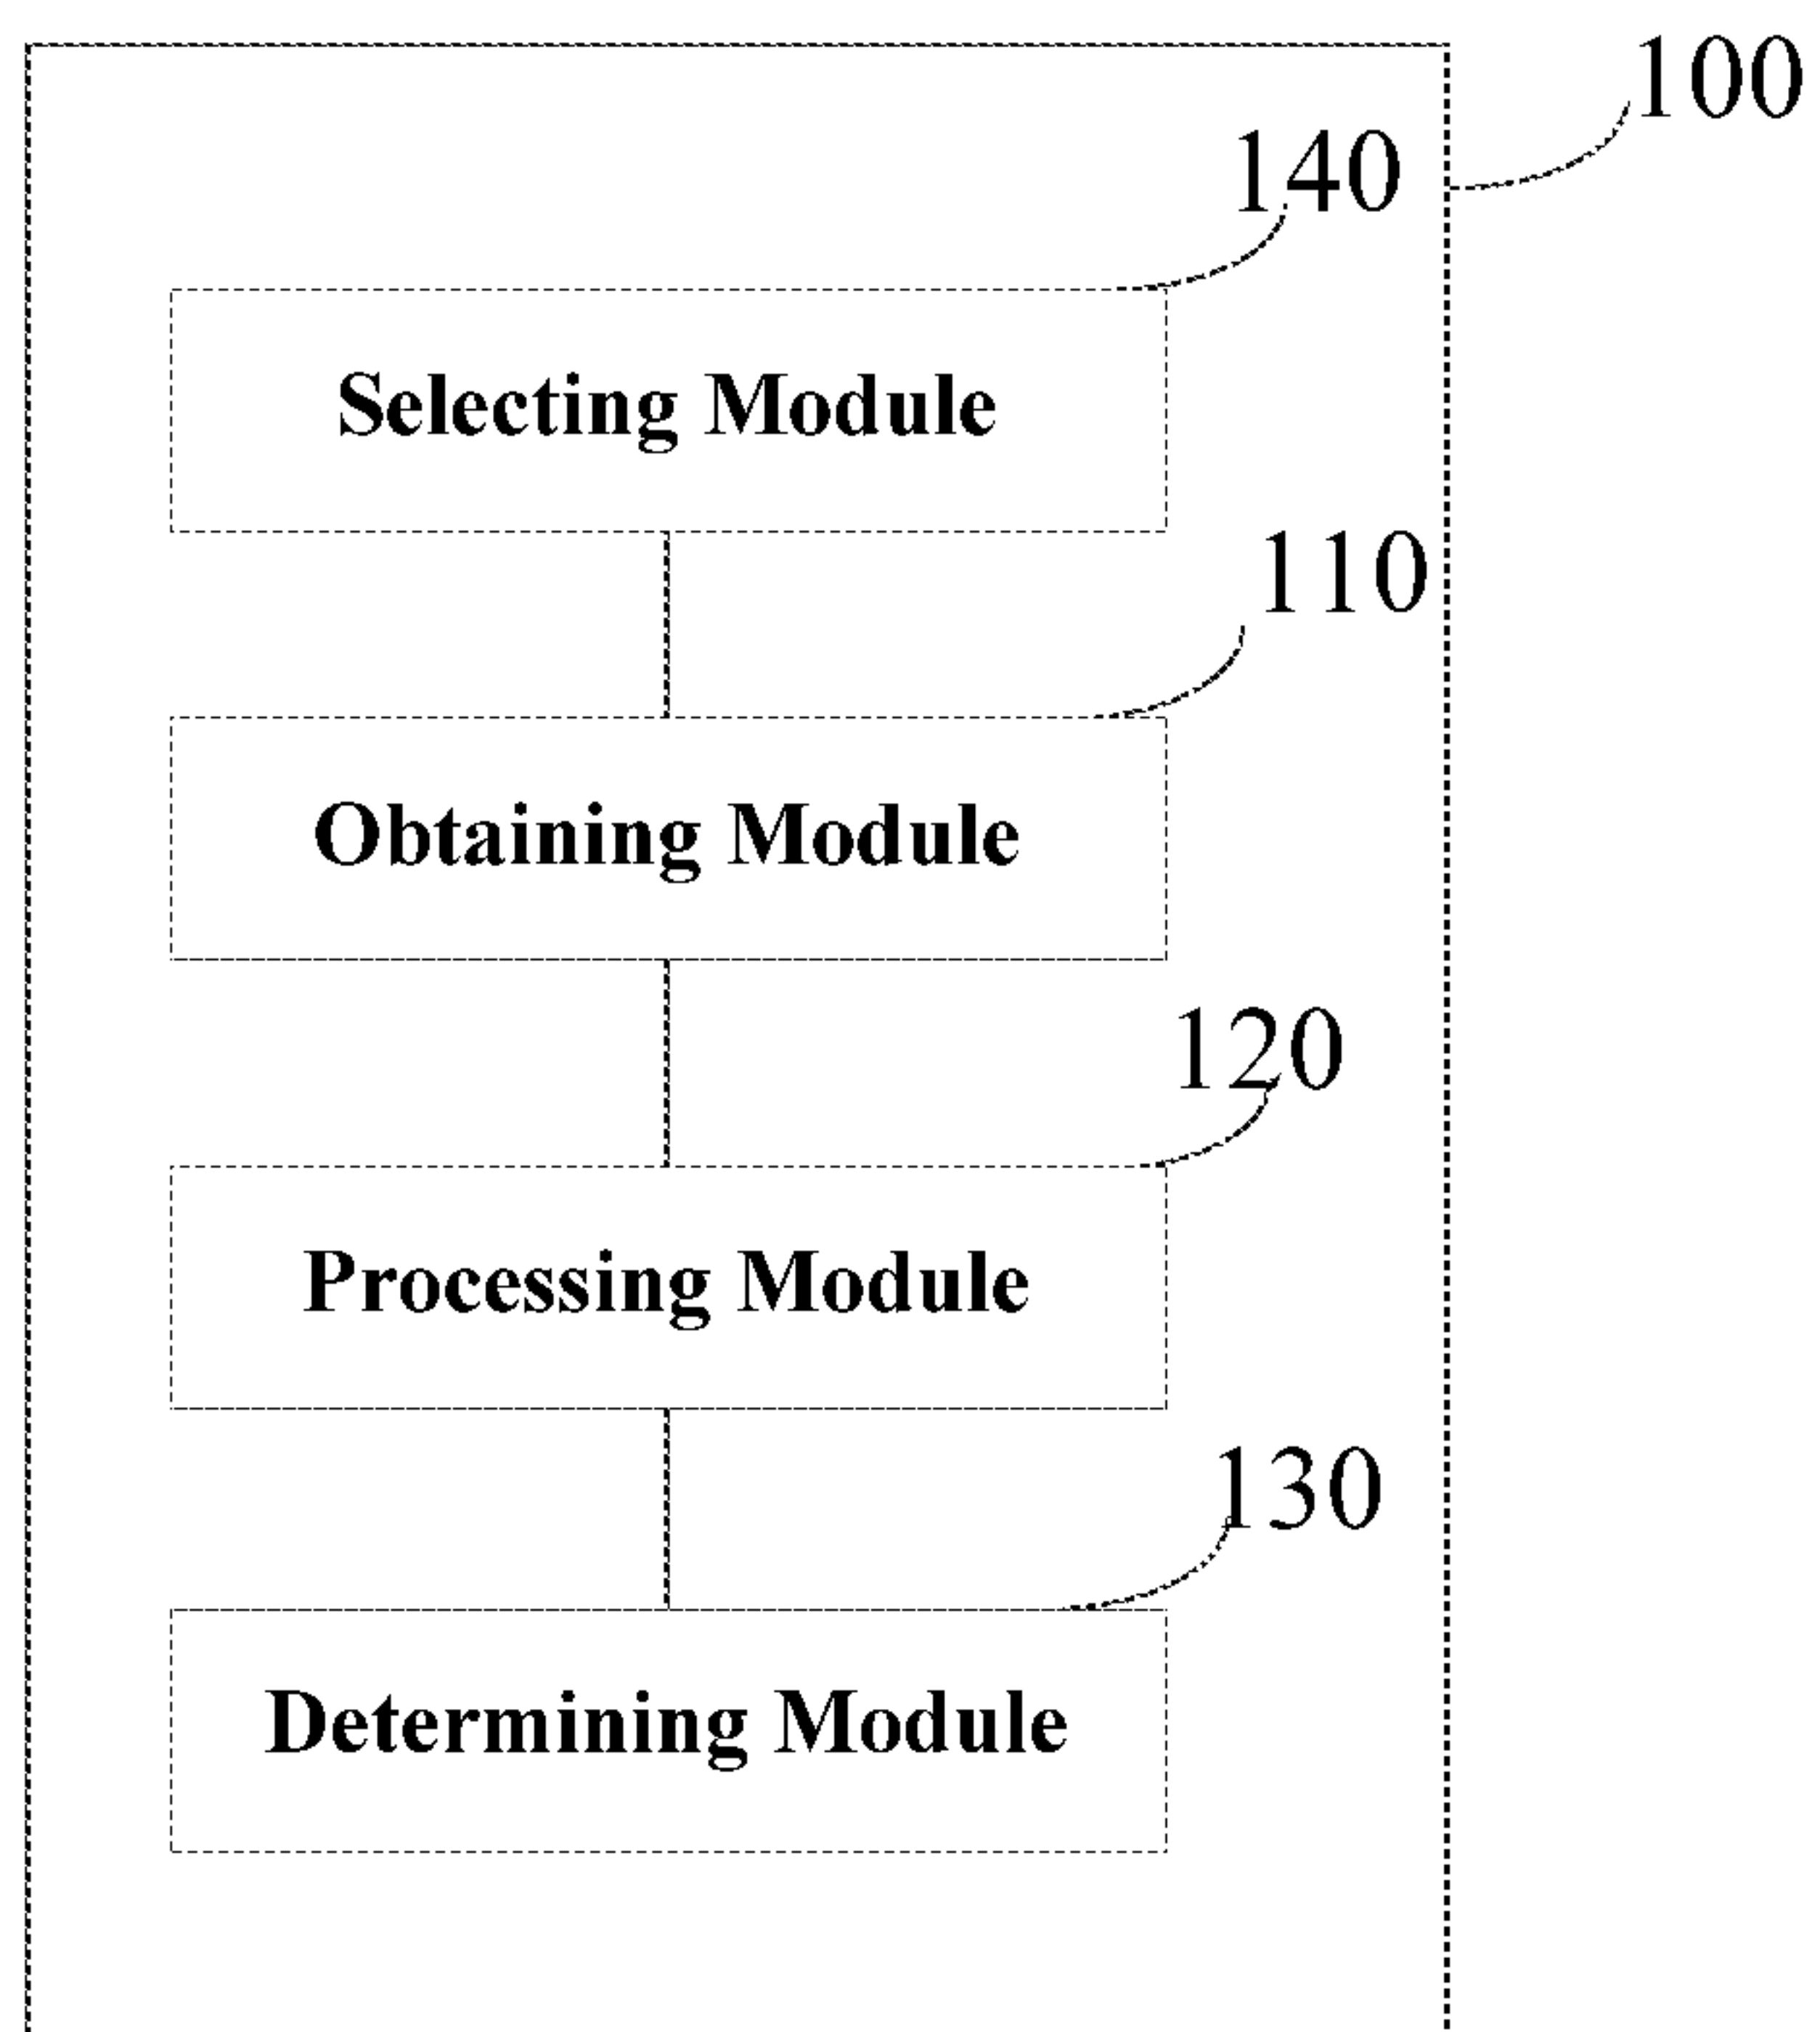 100
140
Selecting Module
110
Obtaining Module
120
Processing Module
130
Determining Module